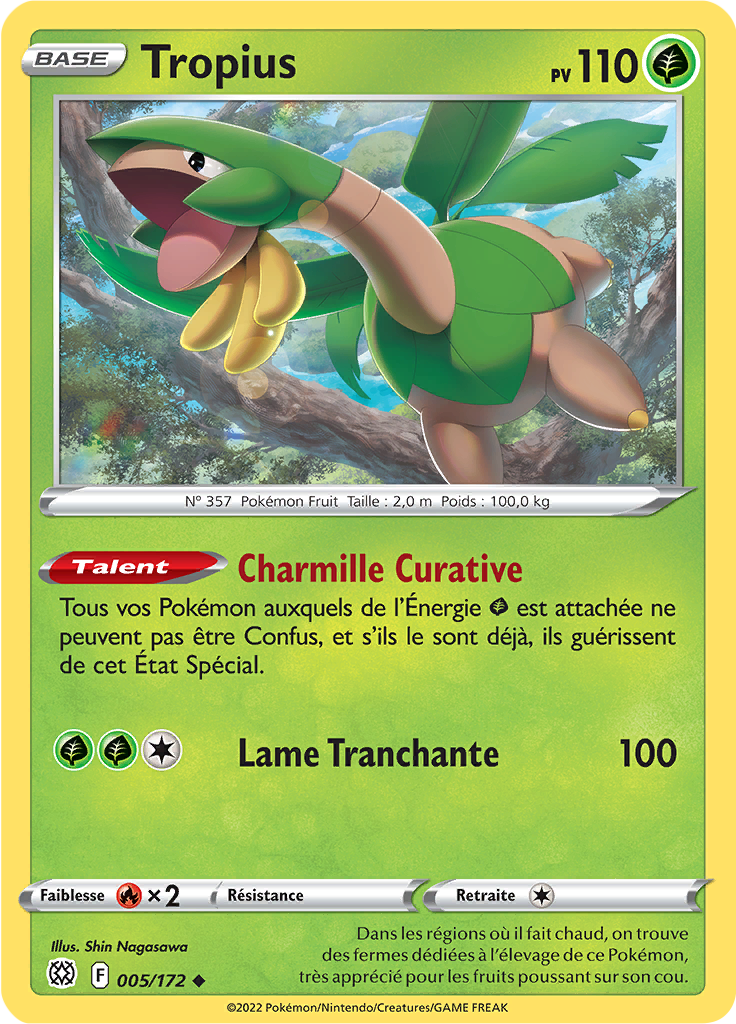 BASE Tropius PV 110
N° 357 Pokémon Fruit Taille : 2,0 m Poids : 100,0 kg
Talent Charmille Curative
Tous vos Pokémon auxquels de l'Énergie est attachée ne
peuvent pas être Confus, et s'ils le sont déjà, ils guérissent
de cet État Spécial.
Lame Tranchante 100
Faiblesse ×2 Résistance Retraite
Illus. Shin Nagasawa
F 005/172
Dans les régions où il fait chaud, on trouve
des fermes dédiées à l'élevage de ce Pokémon,
très apprécié pour les fruits poussant sur son cou.
©2022 Pokémon/Nintendo/Creatures/GAME FREAK